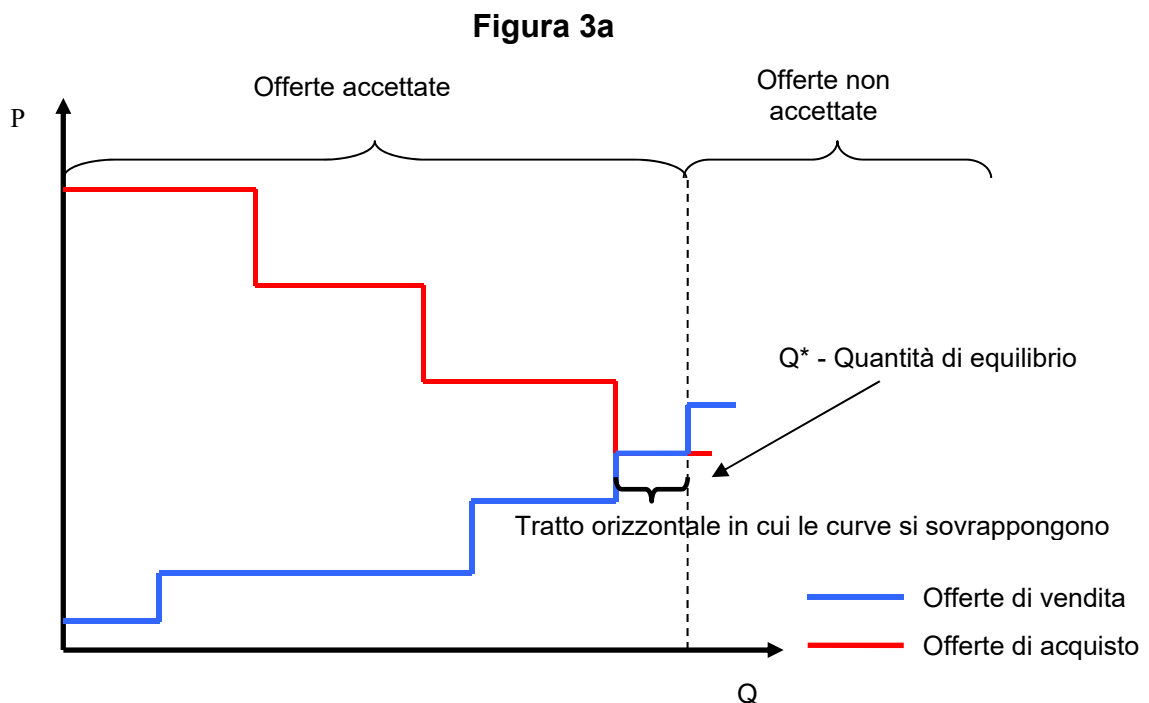 Figura 3a
Offerte accettate
Offerte non
accettate
P
Q* - Quantità di equilibrio
Tratto orizzontale in cui le curve si sovrappongono
Offerte di vendita
Offerte di acquisto
Q